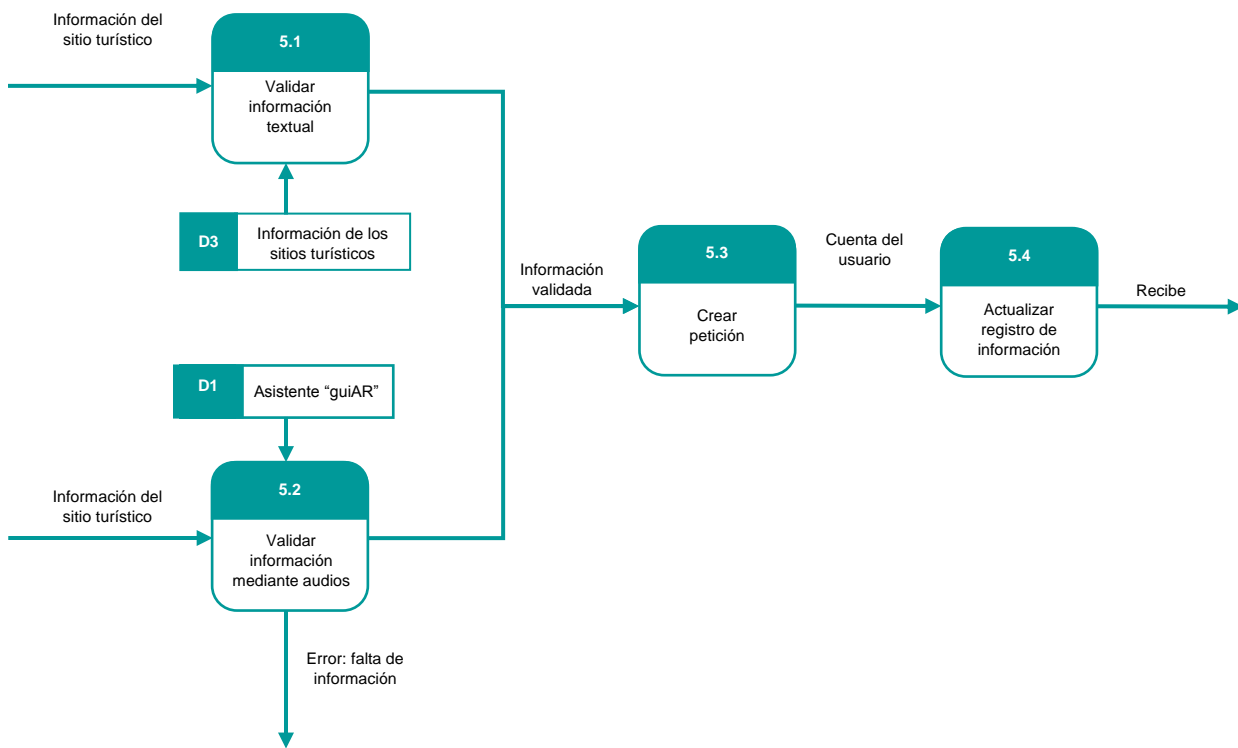 Información del
sitio turístico
5.1
Validar
información
textual
D3
Información de los
sitios turísticos
Información
validada
5.3
Crear
petición
Cuenta del
usuario
5.4
Actualizar
registro de
información
Recibe
D1
Asistente “guiAR”
Información del
sitio turístico
5.2
Validar
información
mediante audios
Error: falta de
información